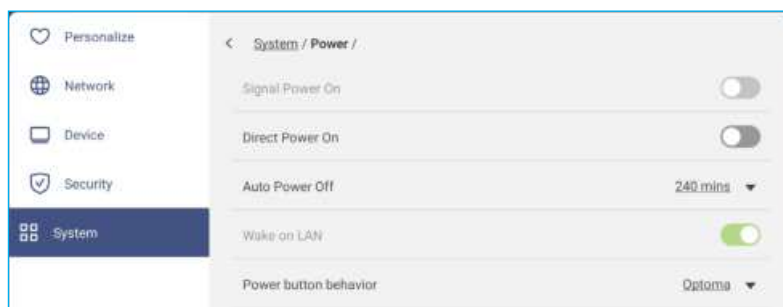 Personalize
Network
Device
Security
System
System / Power /
Signal Power On
Direct Power On
Auto Power Off 240 mins
Wake on LAN
Power button behavior Optoma